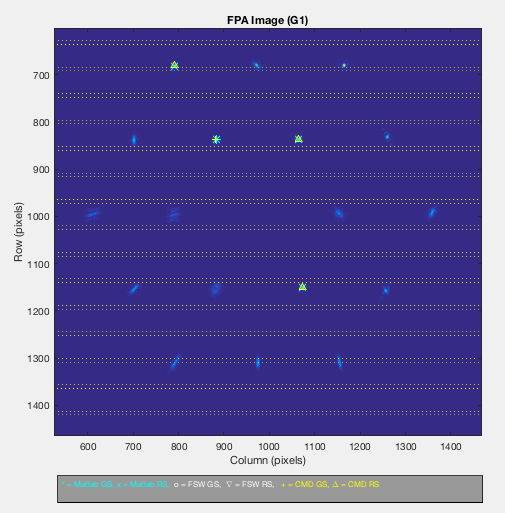 FPA Image (G1)
Row (pixels)
700
800
900
1000
1100
1200
1300
1400
600 700 800 900 1000 1100 1200 1300 1400
Column (pixels)
* = Matlab GS, x = Matlab RS, o = FSW GS, ▽ = FSW RS, + = CMD GS, △ = CMD RS